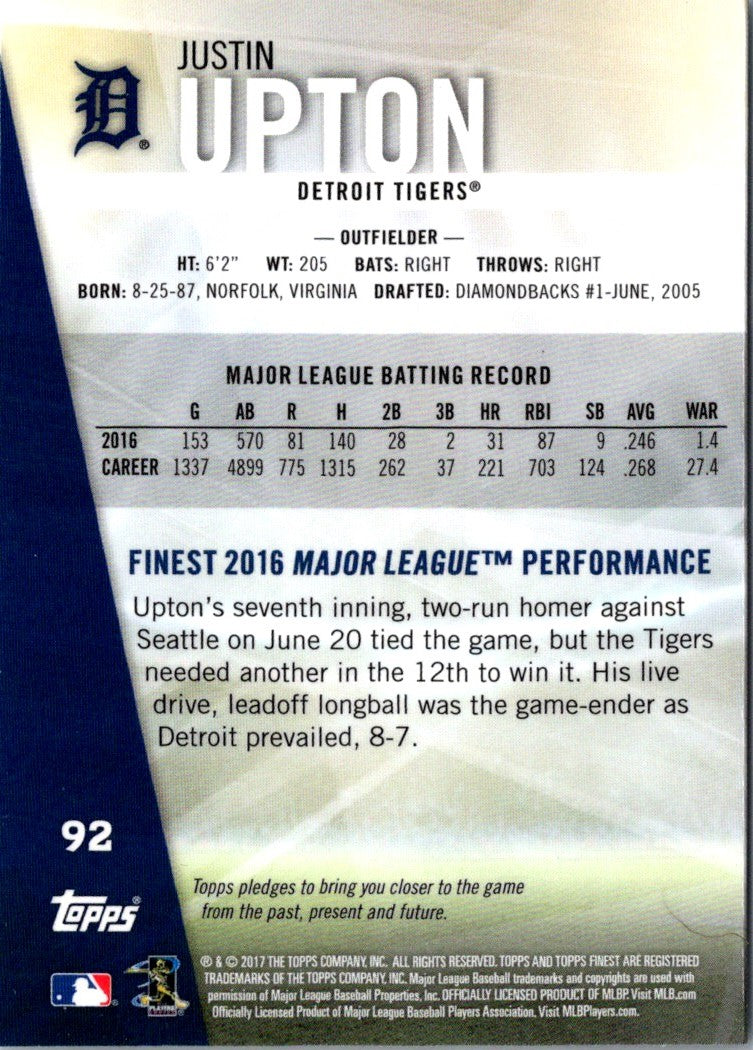 JUSTIN
UPTON
D®
DETROIT TIGERS®
— OUTFIELDER —
HT: 6'2" WT: 205 BATS: RIGHT THROWS: RIGHT
BORN: 8-25-87, NORFOLK, VIRGINIA DRAFTED: DIAMONDBACKS #1-JUNE, 2005
MAJOR LEAGUE BATTING RECORD
G AB R H 2B 3B HR RBI SB AVG WAR
2016 153 570 81 140 28 2 31 87 9 .246 1.4
CAREER 1337 4899 775 1315 262 37 221 703 124 .268 27.4
FINEST 2016 MAJOR LEAGUE™ PERFORMANCE
Upton's seventh inning, two-run homer against
Seattle on June 20 tied the game, but the Tigers
needed another in the 12th to win it. His live
drive, leadoff longball was the game-ender as
Detroit prevailed, 8-7.
92
Topps®
Topps pledges to bring you closer to the game
from the past, present and future.
® & © 2017 THE TOPPS COMPANY, INC. ALL RIGHTS RESERVED. TOPPS AND TOPPS FINEST ARE REGISTERED
TRADEMARKS OF THE TOPPS COMPANY, INC. Major League Baseball trademarks and copyrights are used with
permission of Major League Baseball Properties, Inc. OFFICIALLY LICENSED PRODUCT OF MLBP. Visit MLB.com
Officially Licensed Product of Major League Baseball Players Association. Visit MLBPlayers.com.